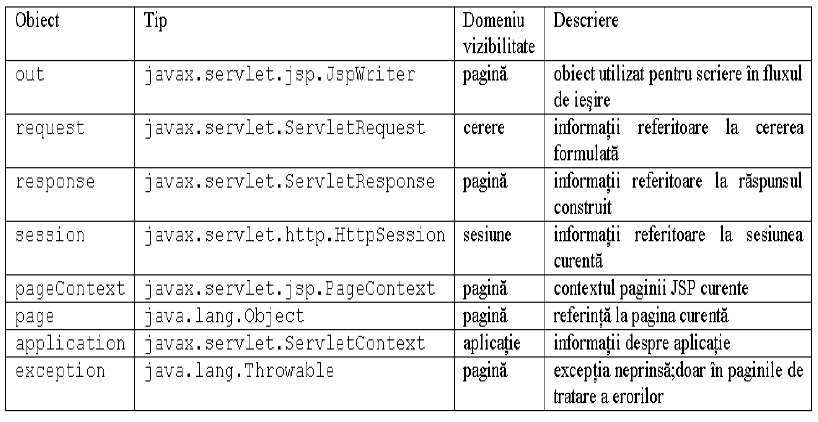 Obiect Tip Domeniu vizibilitate Descriere
out javax.servlet.jsp.JspWriter pagină obiect utilizat pentru scriere în fluxul de ieşire
request javax.servlet.ServletRequest cerere informaţii referitoare la cererea formulată
response javax.servlet.ServletResponse pagină informaţii referitoare la răspunsul construit
session javax.servlet.http.HttpSession sesiune informaţii referitoare la sesiunea curentă
pageContext javax.servlet.jsp.PageContext pagină contextul paginii JSP curente
page java.lang.Object pagină referinţă la pagina curentă
application javax.servlet.ServletContext aplicaţie informaţii despre aplicaţie
exception java.lang.Throwable pagină excepţia neprinsă;doar în paginile de tratare a erorilor